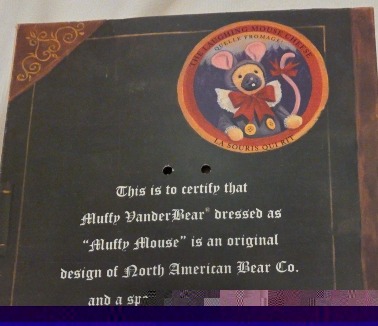 THE LAUGHING MOUSE CHEESE
QUELLE FROMAGE!
LA SOURIS QUI RIT
This is to certify that
Muffy VanderBear® dressed as
"Muffy Mouse" is an original
design of North American Bear Co.
and a